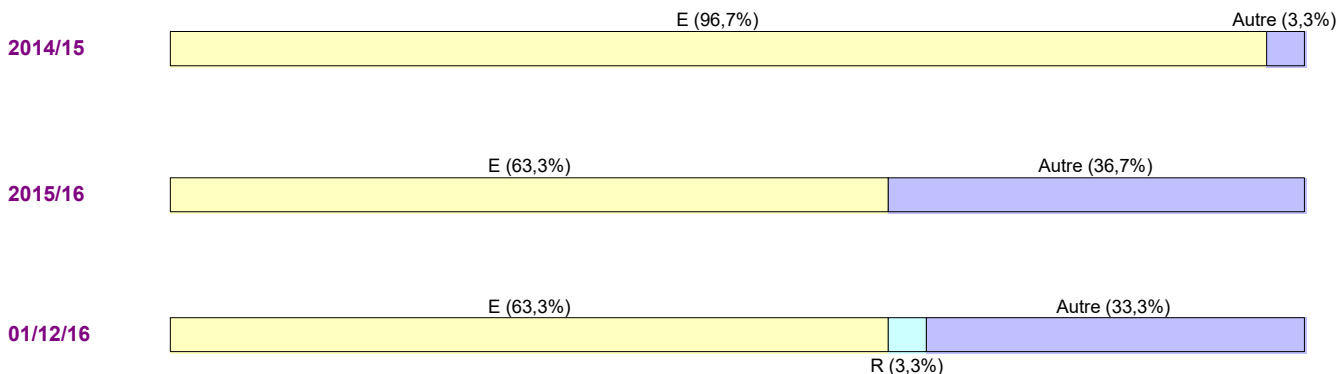 E (96,7%) Autre (3,3%)
2014/15
E (63,3%) Autre (36,7%)
2015/16
E (63,3%) Autre (33,3%)
01/12/16
R (3,3%)